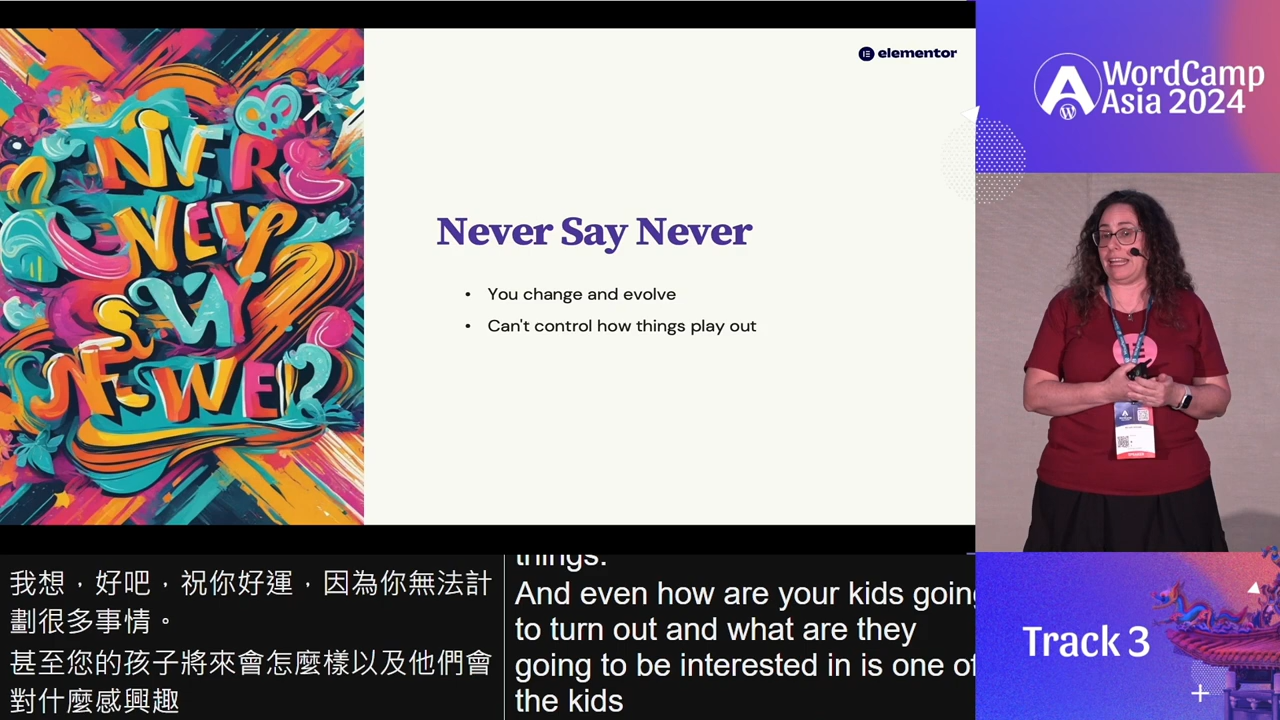 elementor
Never Say Never
• You change and evolve
• Can't control how things play out
WordCamp
Asia 2024
我想，好吧，祝你好運，因為你無法計
劃很多事情。
甚至您的孩子將來會怎麼樣以及他們會
對什麼感興趣
things.
And even how are your kids going
to turn out and what are they
going to be interested in is one of
the kids
Track 3